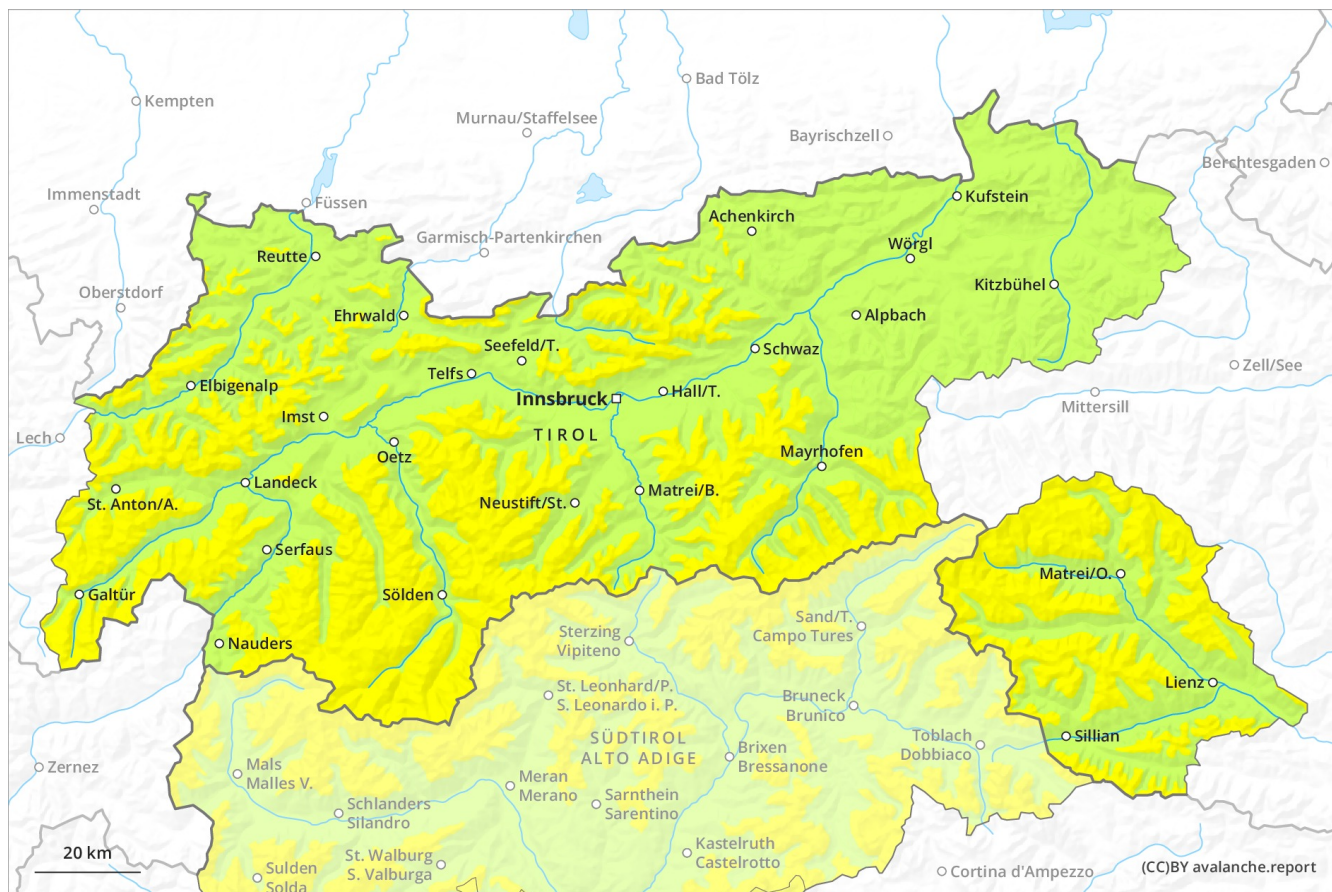 Bad Tölz
Kempten
Murnau/Staffelsee
Bayrischzell
Berchtesgaden
Immenstadt
Füssen
Kufstein
Achenkirch
Garmisch-Partenkirchen
Wörgl
Reutte
Kitzbühel
Oberstdorf
Ehrwald
Alpbach
Seefeld/T.
Schwaz
Zell/See
Telfs
Elbigenalp
Hall/T.
Innsbruck
Mittersill
Imst
TIROL
Lech
Mayrhofen
Oetz
Landeck
Matrei/B.
St. Anton/A.
Neustift/St.
Serfaus
Matrei/O.
Galtür
Sölden
Sand/T.
Campo Tures
Sterzing
Vipiteno
Nauders
Lienz
St. Leonhard/P.
S. Leonardo i. P.
Bruneck
Brunico
SÜDTIROL
ALTO ADIGE
Toblach
Dobbiaco
Sillian
Brixen
Bressanone
Zernez
Mals
Malles V.
Meran
Merano
Sarnthein
Sarentino
Schlanders
Silandro
20 km
St. Walburg
S. Valburga
Kastelruth
Castelrotto
Sulden
Solda
Cortina d'Ampezzo
(CC)BY avalanche.report